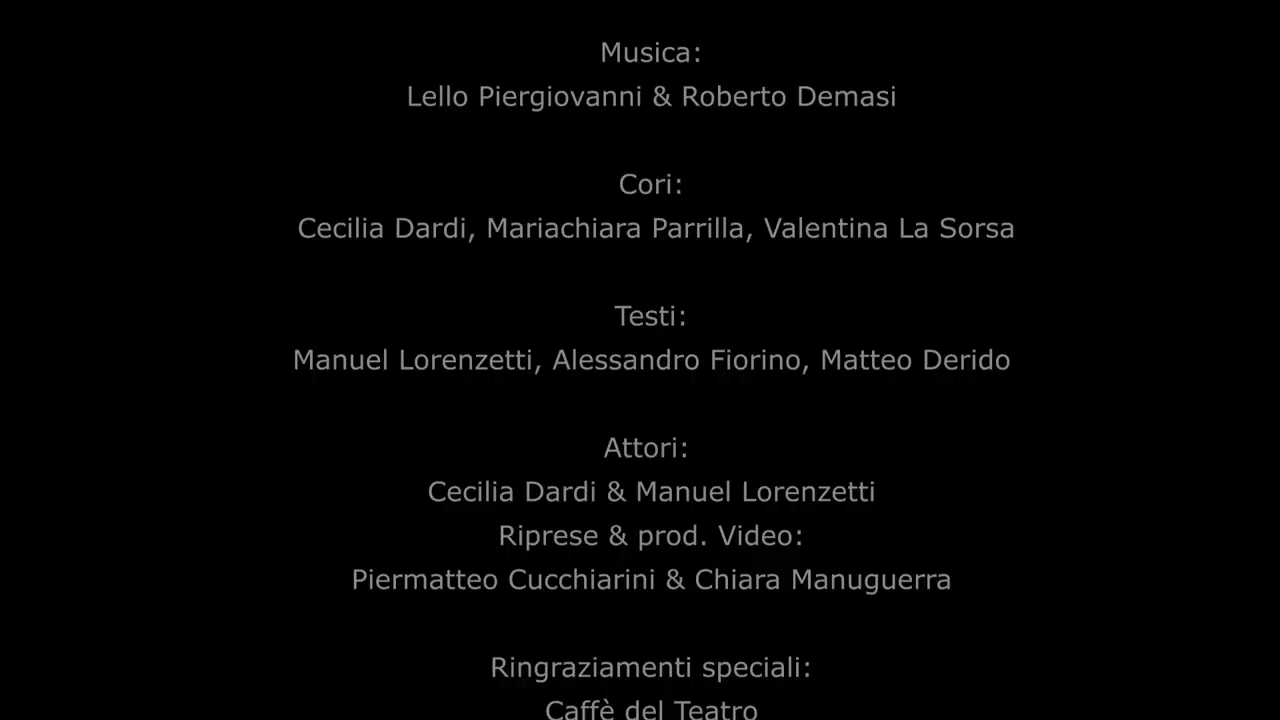 Musica:
Lello Piergiovanni & Roberto Demasi
Cori:
Cecilia Dardi, Mariachiara Parrilla, Valentina La Sorsa
Testi:
Manuel Lorenzetti, Alessandro Fiorino, Matteo Derido
Attori:
Cecilia Dardi & Manuel Lorenzetti
Riprese & prod. Video:
Piermatteo Cucchiarini & Chiara Manuguerra
Ringraziamenti speciali:
Caffè del Teatro